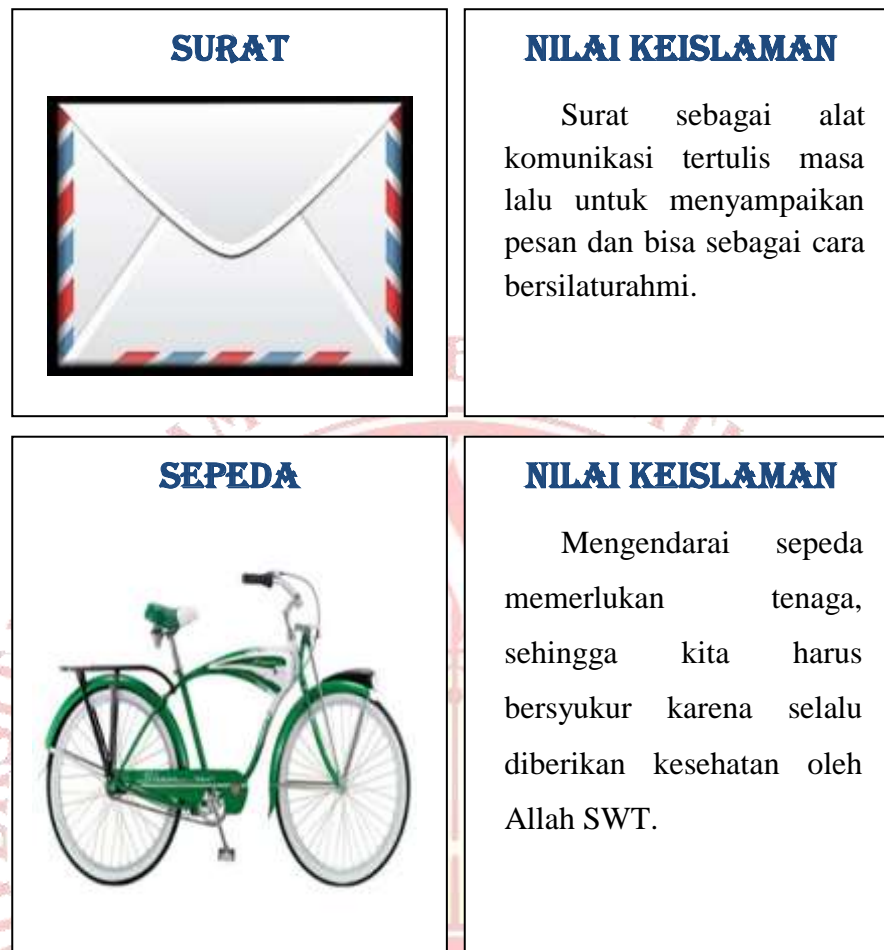 SURAT
NILAI KEISLAMAN
Surat sebagai alat
komunikasi tertulis masa
lalu untuk menyampaikan
pesan dan bisa sebagai cara
bersilaturahmi.
SEPEDA
NILAI KEISLAMAN
Mengendarai sepeda
memerlukan tenaga,
sehingga kita harus
bersyukur karena selalu
diberikan kesehatan oleh
Allah SWT.